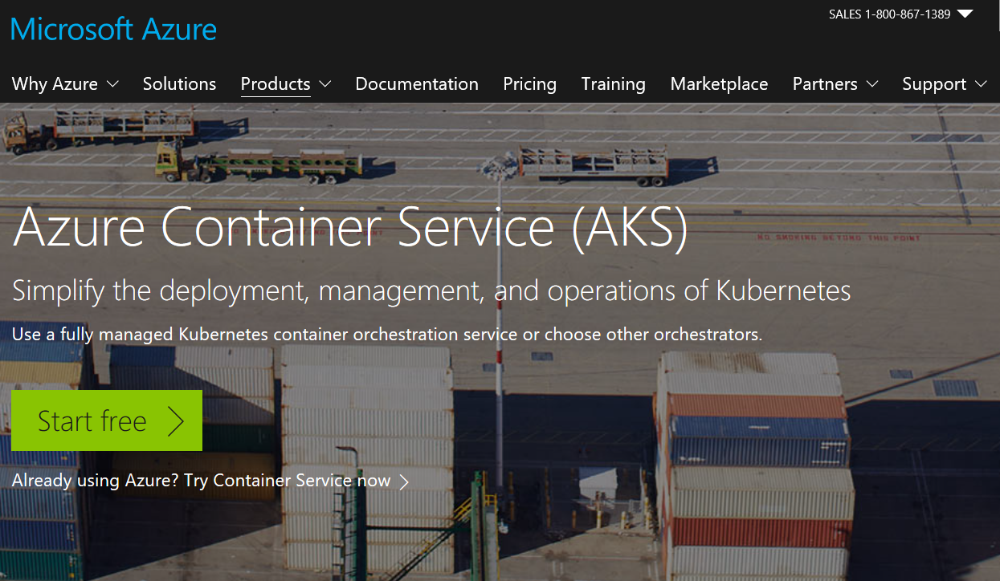 SALES 1-800-867-1389
Microsoft Azure
Why Azure Solutions Products Documentation Pricing Training Marketplace Partners Support
Azure Container Service (AKS)
NO SMOKING BEYOND THIS POINT
Simplify the deployment, management, and operations of Kubernetes
Use a fully managed Kubernetes container orchestration service or choose other orchestrators.
Start free
Already using Azure? Try Container Service now